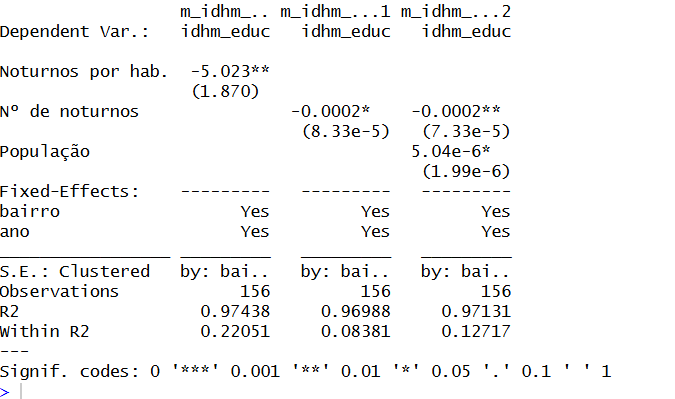 m_idhm_.. m_idhm_...1 m_idhm_...2
Dependent Var.: idhm_educ idhm_educ idhm_educ
Noturnos por hab. -5.023**
(1.870)
Nº de noturnos -0.0002* -0.0002**
(8.33e-5) (7.33e-5)
População 5.04e-6*
(1.99e-6)
Fixed-Effects: --------- --------- ---------
bairro Yes Yes Yes
ano Yes Yes Yes
_________________ _________ _________ _________
S.E.: Clustered by: bai.. by: bai.. by: bai..
Observations 156 156 156
R2 0.97438 0.96988 0.97131
Within R2 0.22051 0.08381 0.12717
---
Signif. codes: 0 '***' 0.001 '**' 0.01 '*' 0.05 '.' 0.1 ' ' 1
>